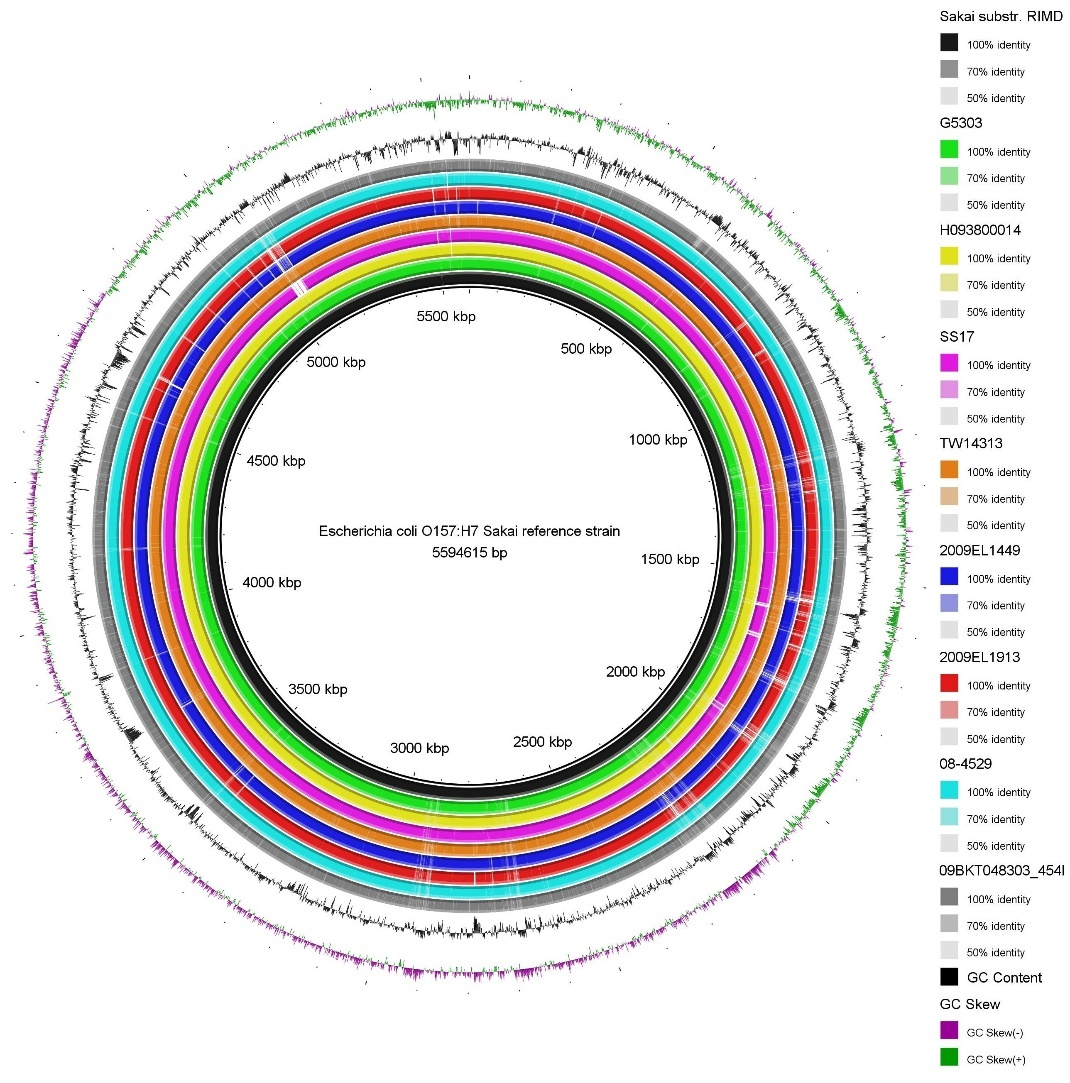 Sakai substr. RIMD
100% identity
70% identity
50% identity
G5303
100% identity
70% identity
50% identity
H093800014
100% identity
70% identity
50% identity
SS17
100% identity
70% identity
50% identity
TW14313
100% identity
70% identity
50% identity
2009EL1449
100% identity
70% identity
50% identity
2009EL1913
100% identity
70% identity
50% identity
08-4529
100% identity
70% identity
50% identity
09BKT048303_454I
100% identity
70% identity
50% identity
GC Content
GC Skew
GC Skew(-)
GC Skew(+)
5500 kbp
500 kbp
5000 kbp
1000 kbp
4500 kbp
Escherichia coli O157:H7 Sakai reference strain
5594615 bp
1500 kbp
4000 kbp
2000 kbp
3500 kbp
2500 kbp
3000 kbp